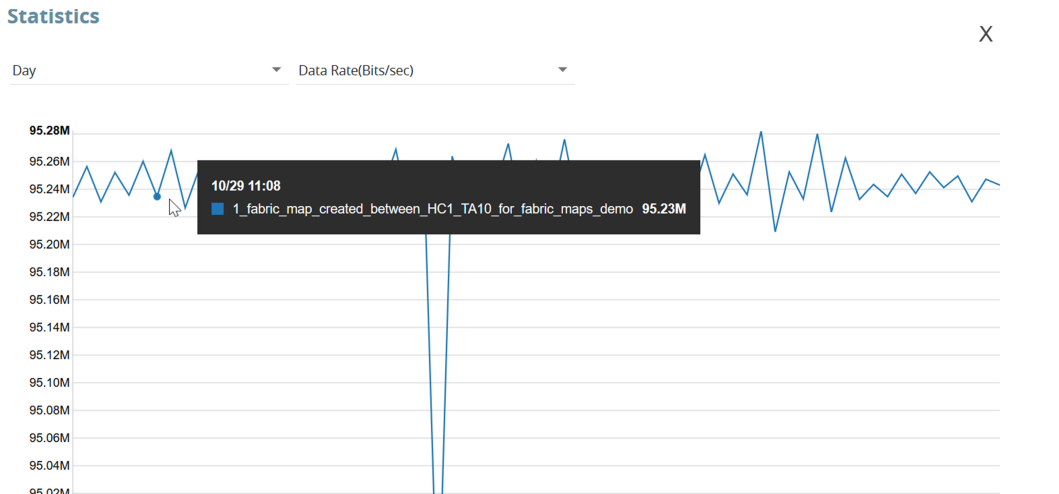 Statistics
X
Day
Data Rate(Bits/sec)
95.28M
95.26M
95.24M
95.22M
95.20M
95.18M
95.16M
95.14M
95.12M
95.10M
95.08M
95.06M
95.04M
95.02M
10/29 11:08
1_fabric_map_created_between_HC1_TA10_for_fabric_maps_demo 95.23M